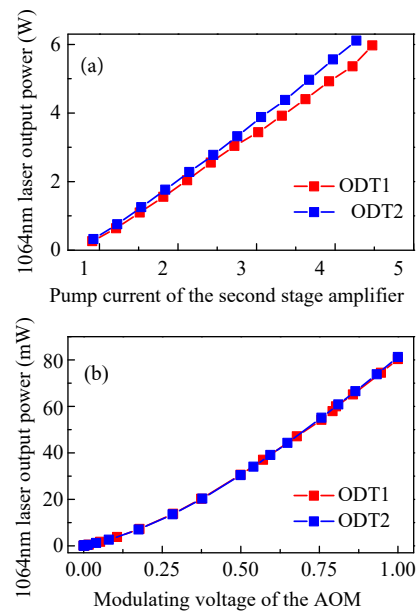 1064nm laser output power (W)
6
4
2
0
(a)
ODT1
ODT2
1 2 3 4 5
Pump current of the second stage amplifier
1064nm laser output power (mW)
80
60
40
20
0
(b)
ODT1
ODT2
0.00 0.25 0.50 0.75 1.00
Modulating voltage of the AOM